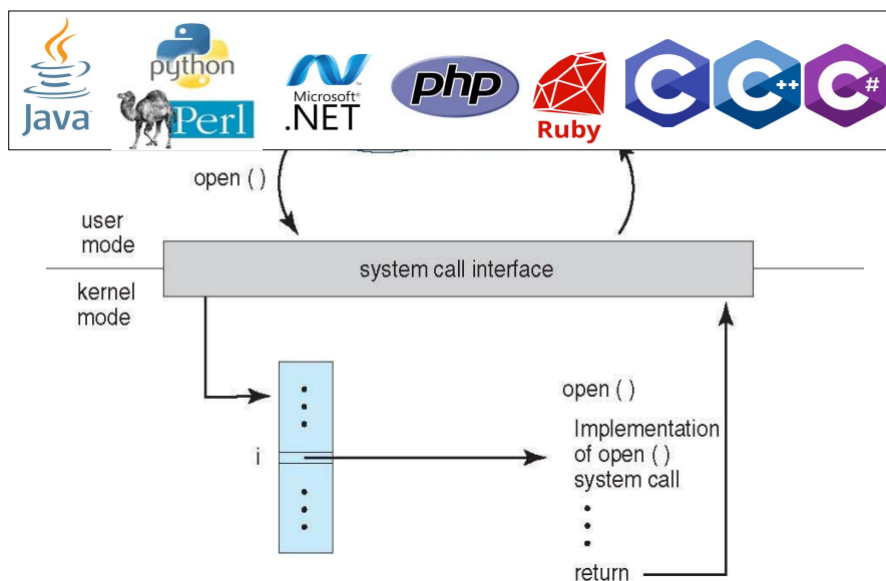 Java
python
Perl
Microsoft®
.NET
php
Ruby
C
C++
C#
open ( )
user
mode
system call interface
kernel
mode
open ( )
i
Implementation
of open ( )
system call
return